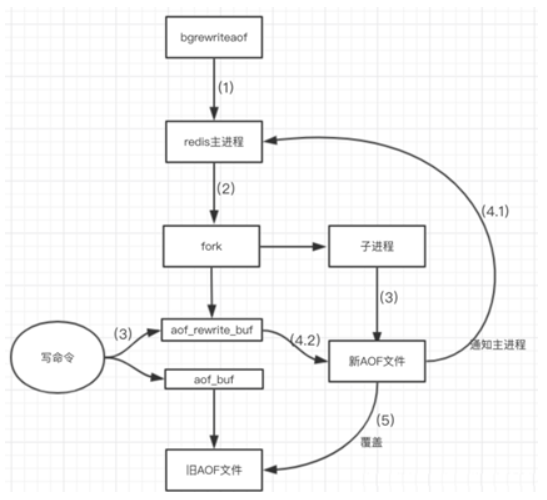 bgrewriteaof
(1)
redis主进程
(2)
(4.1)
fork
子进程
(3)
(3)
aof_rewrite_buf
(4.2)
写命令
新AOF文件
通知主进程
aof_buf
(5)
覆盖
旧AOF文件